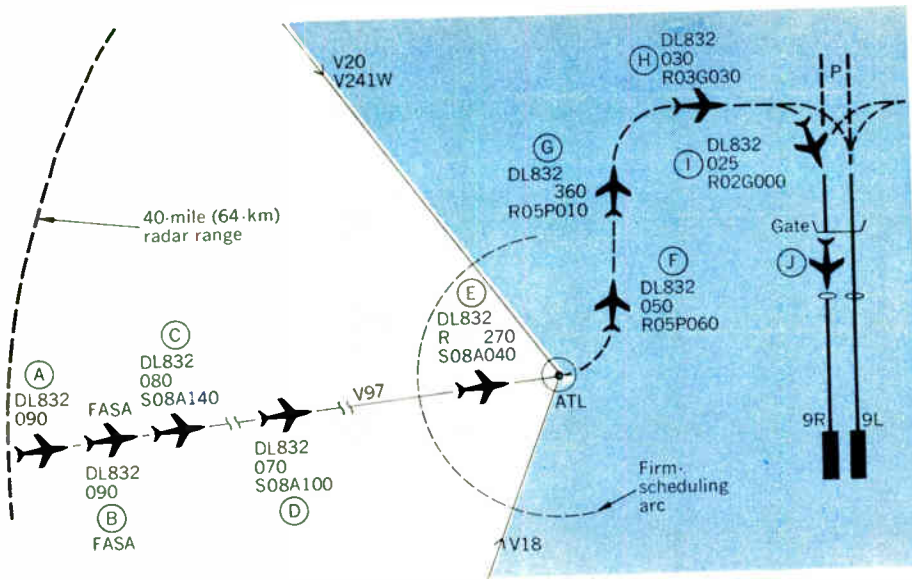 V20
V241W
40-mile (64-km)
radar range
A
DL832
090
FASA
DL832
090
B
FASA
C
DL832
080
S08A140
DL832
070
S08A100
D
V97
E
DL832
R 270
S08A040
ATL
V18
Firm-
scheduling
arc
F
DL832
050
R05P060
G
DL832
360
R05P010
H
DL832
030
R03G030
I
DL832
025
R02G000
P
Gate
J
9R
9L